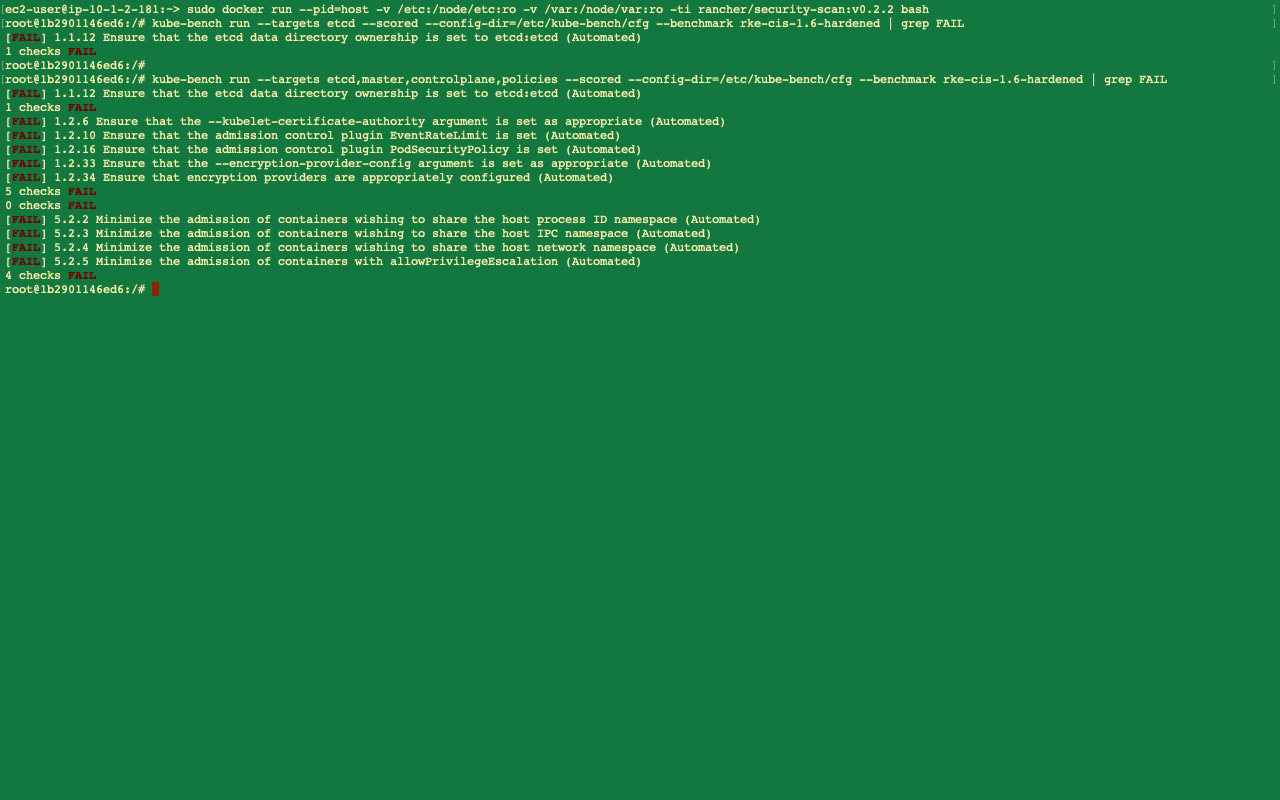 [ec2-user@ip-10-1-2-181:~> sudo docker run --pid=host -v /etc:/node/etc:ro -v /var:/node/var:ro -ti rancher/security-scan:v0.2.2 bash ]
[root@1b2901146ed6:/# kube-bench run --targets etcd --scored --config-dir=/etc/kube-bench/cfg --benchmark rke-cis-1.6-hardened | grep FAIL ]
[FAIL] 1.1.12 Ensure that the etcd data directory ownership is set to etcd:etcd (Automated)
1 checks FAIL
[root@1b2901146ed6:/# ]
[root@1b2901146ed6:/# kube-bench run --targets etcd,master,controlplane,policies --scored --config-dir=/etc/kube-bench/cfg --benchmark rke-cis-1.6-hardened | grep FAIL ]
[FAIL] 1.1.12 Ensure that the etcd data directory ownership is set to etcd:etcd (Automated)
1 checks FAIL
[FAIL] 1.2.6 Ensure that the --kubelet-certificate-authority argument is set as appropriate (Automated)
[FAIL] 1.2.10 Ensure that the admission control plugin EventRateLimit is set (Automated)
[FAIL] 1.2.16 Ensure that the admission control plugin PodSecurityPolicy is set (Automated)
[FAIL] 1.2.33 Ensure that the --encryption-provider-config argument is set as appropriate (Automated)
[FAIL] 1.2.34 Ensure that encryption providers are appropriately configured (Automated)
5 checks FAIL
0 checks FAIL
[FAIL] 5.2.2 Minimize the admission of containers wishing to share the host process ID namespace (Automated)
[FAIL] 5.2.3 Minimize the admission of containers wishing to share the host IPC namespace (Automated)
[FAIL] 5.2.4 Minimize the admission of containers wishing to share the host network namespace (Automated)
[FAIL] 5.2.5 Minimize the admission of containers with allowPrivilegeEscalation (Automated)
4 checks FAIL
root@1b2901146ed6:/#